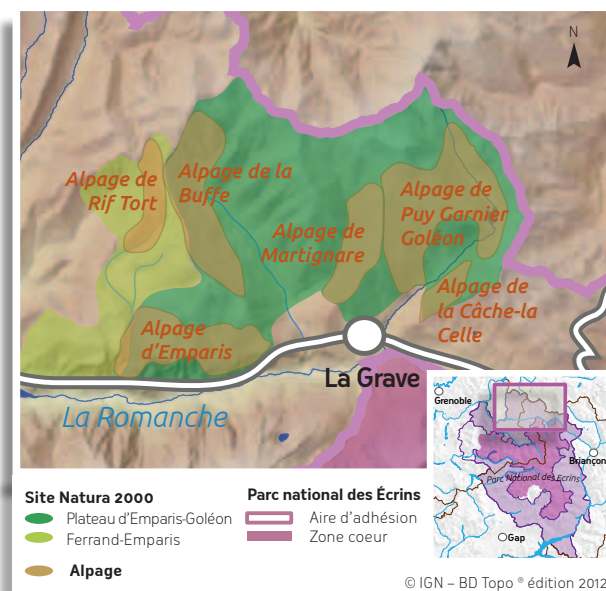 N
Alpage de
Rif Tort
Alpage de la
Buffe
Alpage de
Martignare
Alpage de
Puy Garnier
Goléon
Alpage de
la Câche-la
Celle
Alpage
d'Emparis
La Grave
La Romanche
Grenoble
Briançon
Parc National des Ecrins
Gap
Site Natura 2000
Plateau d'Emparis-Goléon
Ferrand-Emparis
Alpage
Parc national des Écrins
Aire d'adhésion
Zone coeur
© IGN – BD Topo ® édition 2012